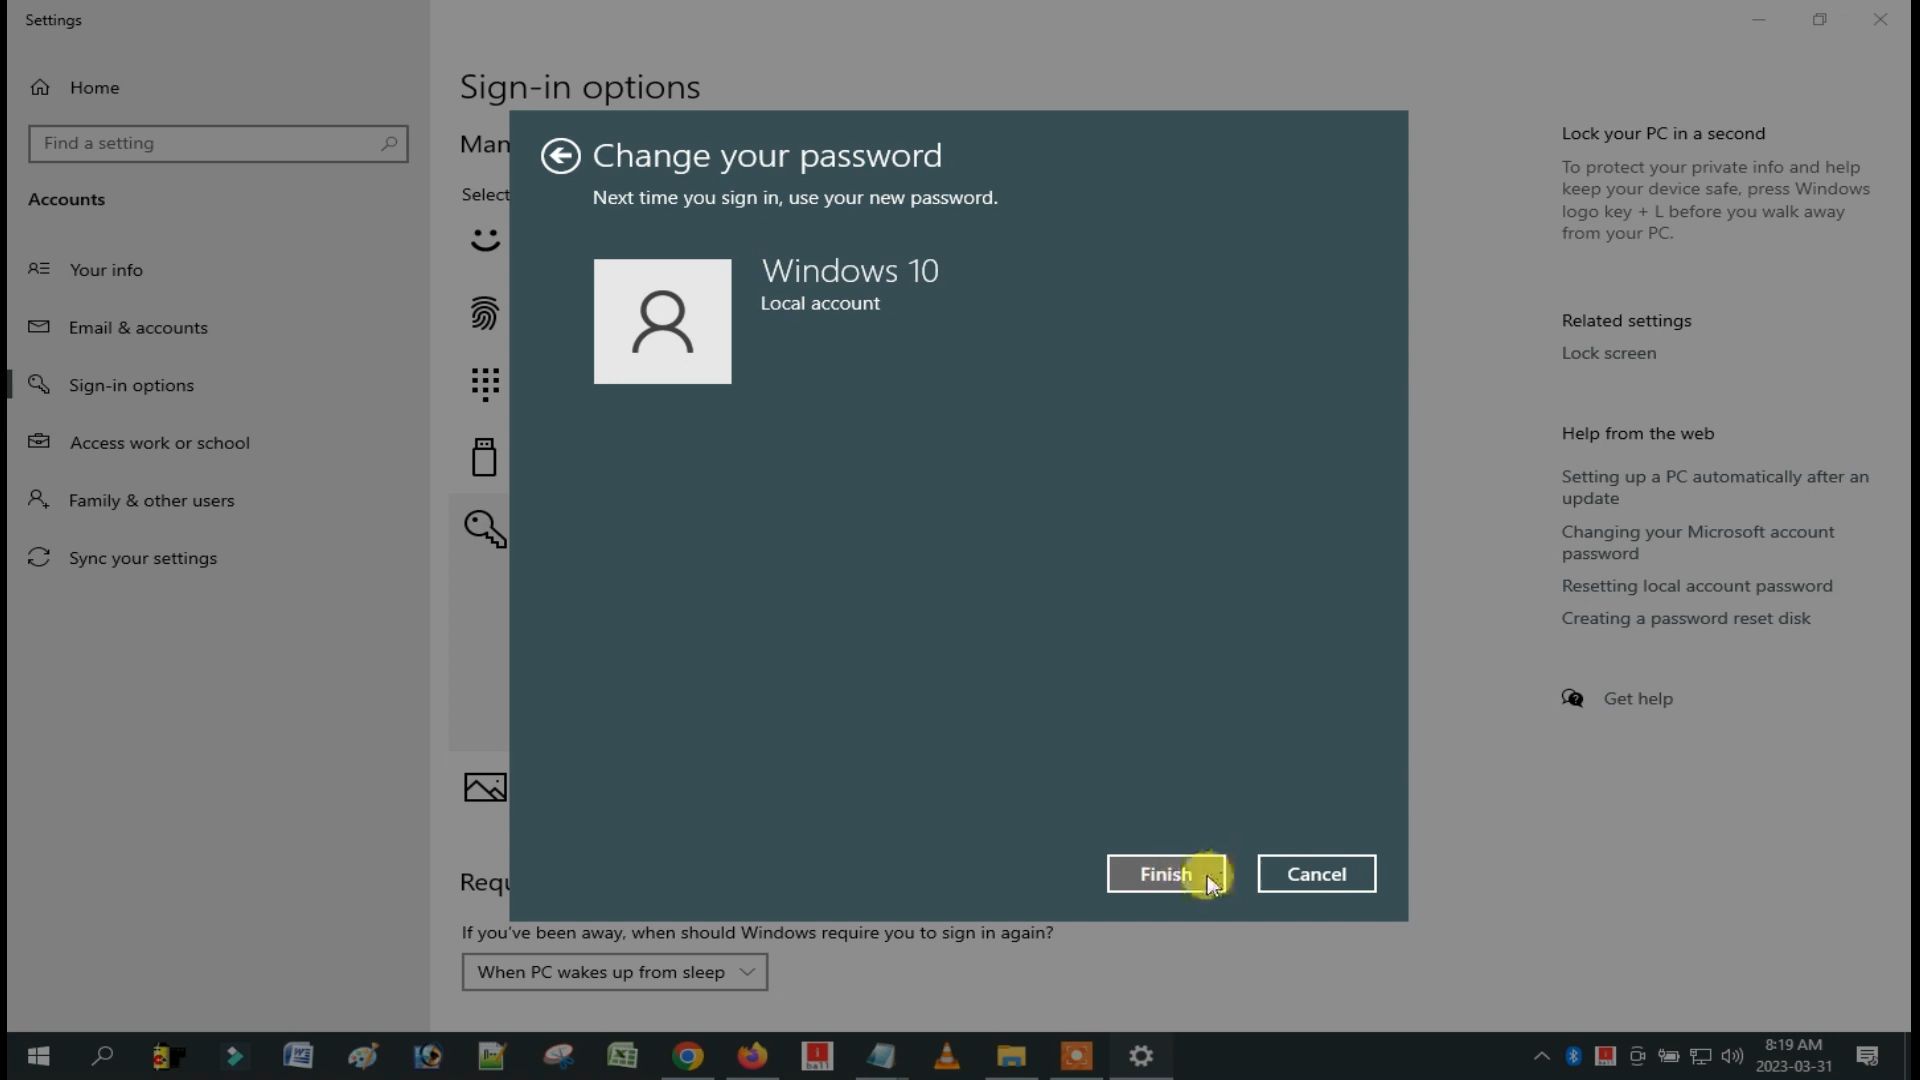 Settings
Home
Find a setting
Accounts
Your info
Email & accounts
Sign-in options
Access work or school
Family & other users
Sync your settings
Sign-in options
Man
Select
Change your password
Next time you sign in, use your new password.
Windows 10
Local account
Finish
Cancel
Requ
If you've been away, when should Windows require you to sign in again?
When PC wakes up from sleep
Lock your PC in a second
To protect your private info and help
keep your device safe, press Windows
logo key + L before you walk away
from your PC.
Related settings
Lock screen
Help from the web
Setting up a PC automatically after an
update
Changing your Microsoft account
password
Resetting local account password
Creating a password reset disk
Get help
8:19 AM
2023-03-31